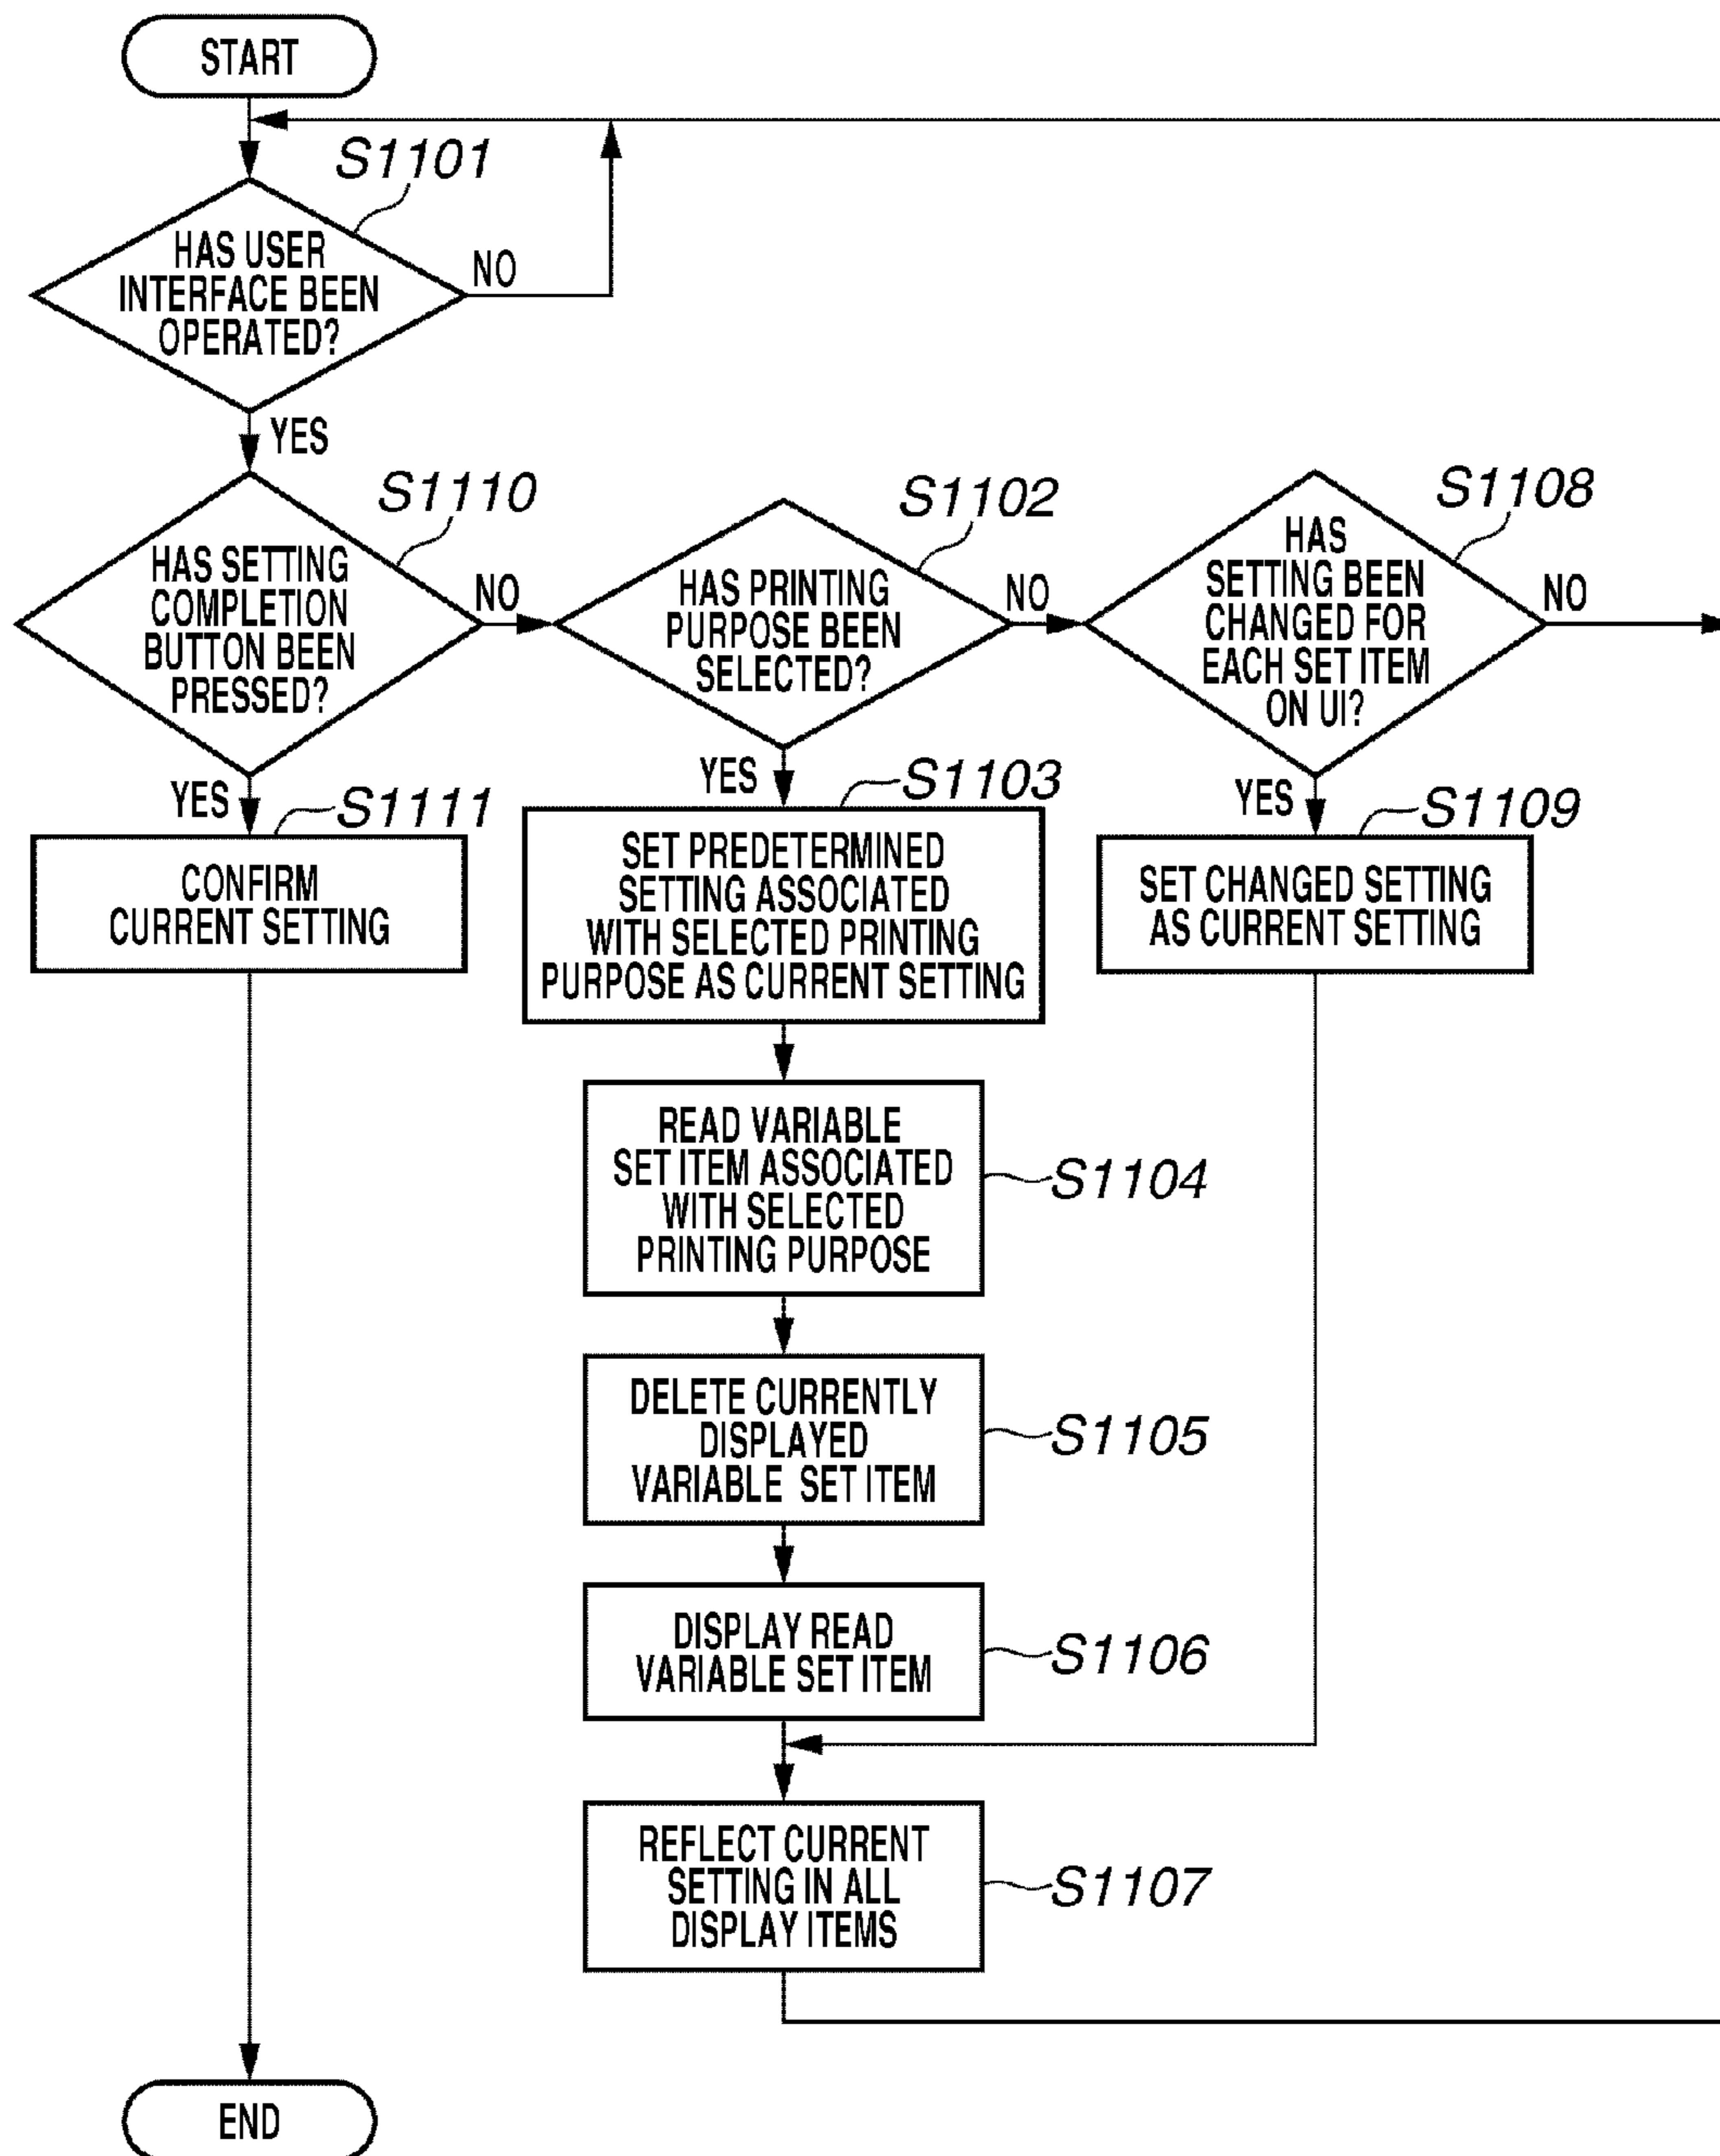 START
S1101
HAS USER
INTERFACE BEEN
OPERATED?
NO
YES
S1110
HAS SETTING
COMPLETION
BUTTON BEEN
PRESSED?
NO
YES
S1102
HAS PRINTING
PURPOSE BEEN
SELECTED?
NO
YES
S1108
HAS
SETTING BEEN
CHANGED FOR
EACH SET ITEM
ON UI?
NO
YES
S1111
CONFIRM
CURRENT SETTING
S1103
SET PREDETERMINED
SETTING ASSOCIATED
WITH SELECTED PRINTING
PURPOSE AS CURRENT SETTING
S1109
SET CHANGED SETTING
AS CURRENT SETTING
READ VARIABLE
SET ITEM ASSOCIATED
WITH SELECTED
PRINTING PURPOSE
S1104
DELETE CURRENTLY
DISPLAYED
VARIABLE SET ITEM
S1105
DISPLAY READ
VARIABLE SET ITEM
S1106
REFLECT CURRENT
SETTING IN ALL
DISPLAY ITEMS
S1107
END